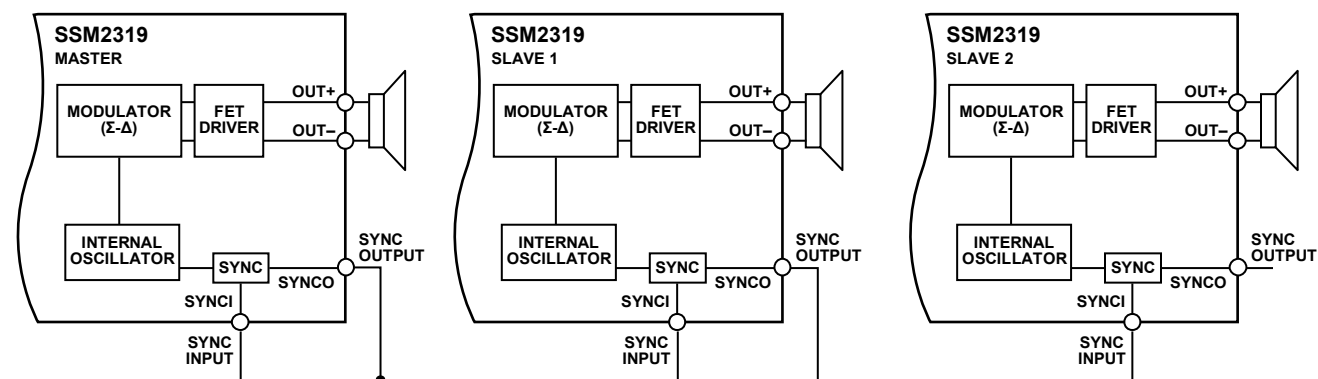 SSM2319
MASTER
MODULATOR
(Σ-Δ)
FET
DRIVER
OUT+
OUT–
INTERNAL
OSCILLATOR
SYNC
SYNC
OUTPUT
SYNCO
SYNCI
SYNC
INPUT
SSM2319
SLAVE 1
MODULATOR
(Σ-Δ)
FET
DRIVER
OUT+
OUT–
INTERNAL
OSCILLATOR
SYNC
SYNC
OUTPUT
SYNCO
SYNCI
SYNC
INPUT
SSM2319
SLAVE 2
MODULATOR
(Σ-Δ)
FET
DRIVER
OUT+
OUT–
INTERNAL
OSCILLATOR
SYNC
SYNC
OUTPUT
SYNCO
SYNCI
SYNC
INPUT